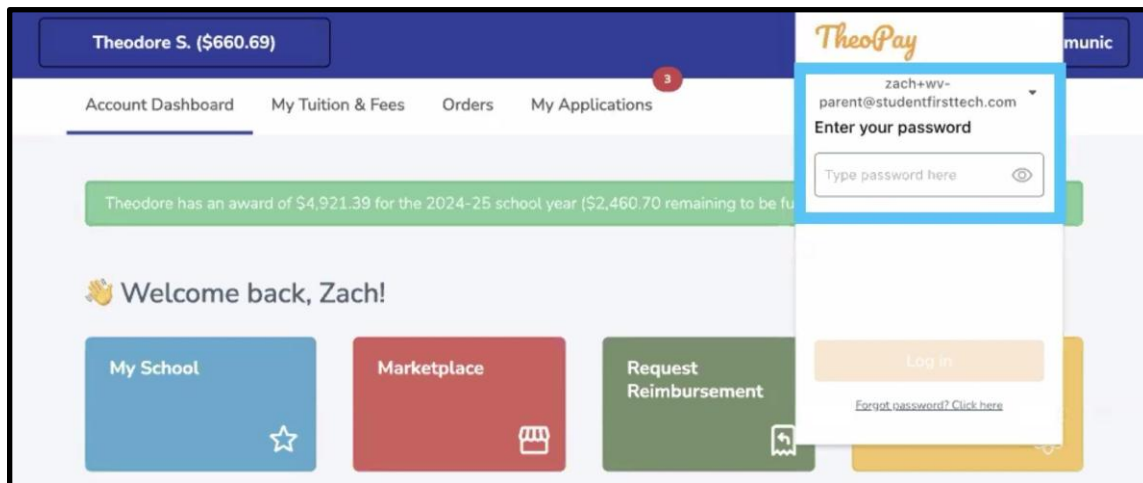 Theodore S. ($660.69)
TheoPay
munic
Account Dashboard
My Tuition & Fees
Orders
My Applications
3
zach+wv-
parent@studentfirsttech.com
Enter your password
Type password here
Theodore has an award of $4,921.39 for the 2024-25 school year ($2,460.70 remaining to be fu
👋 Welcome back, Zach!
My School
Marketplace
Request
Reimbursement
Log in
Forgot password? Click here